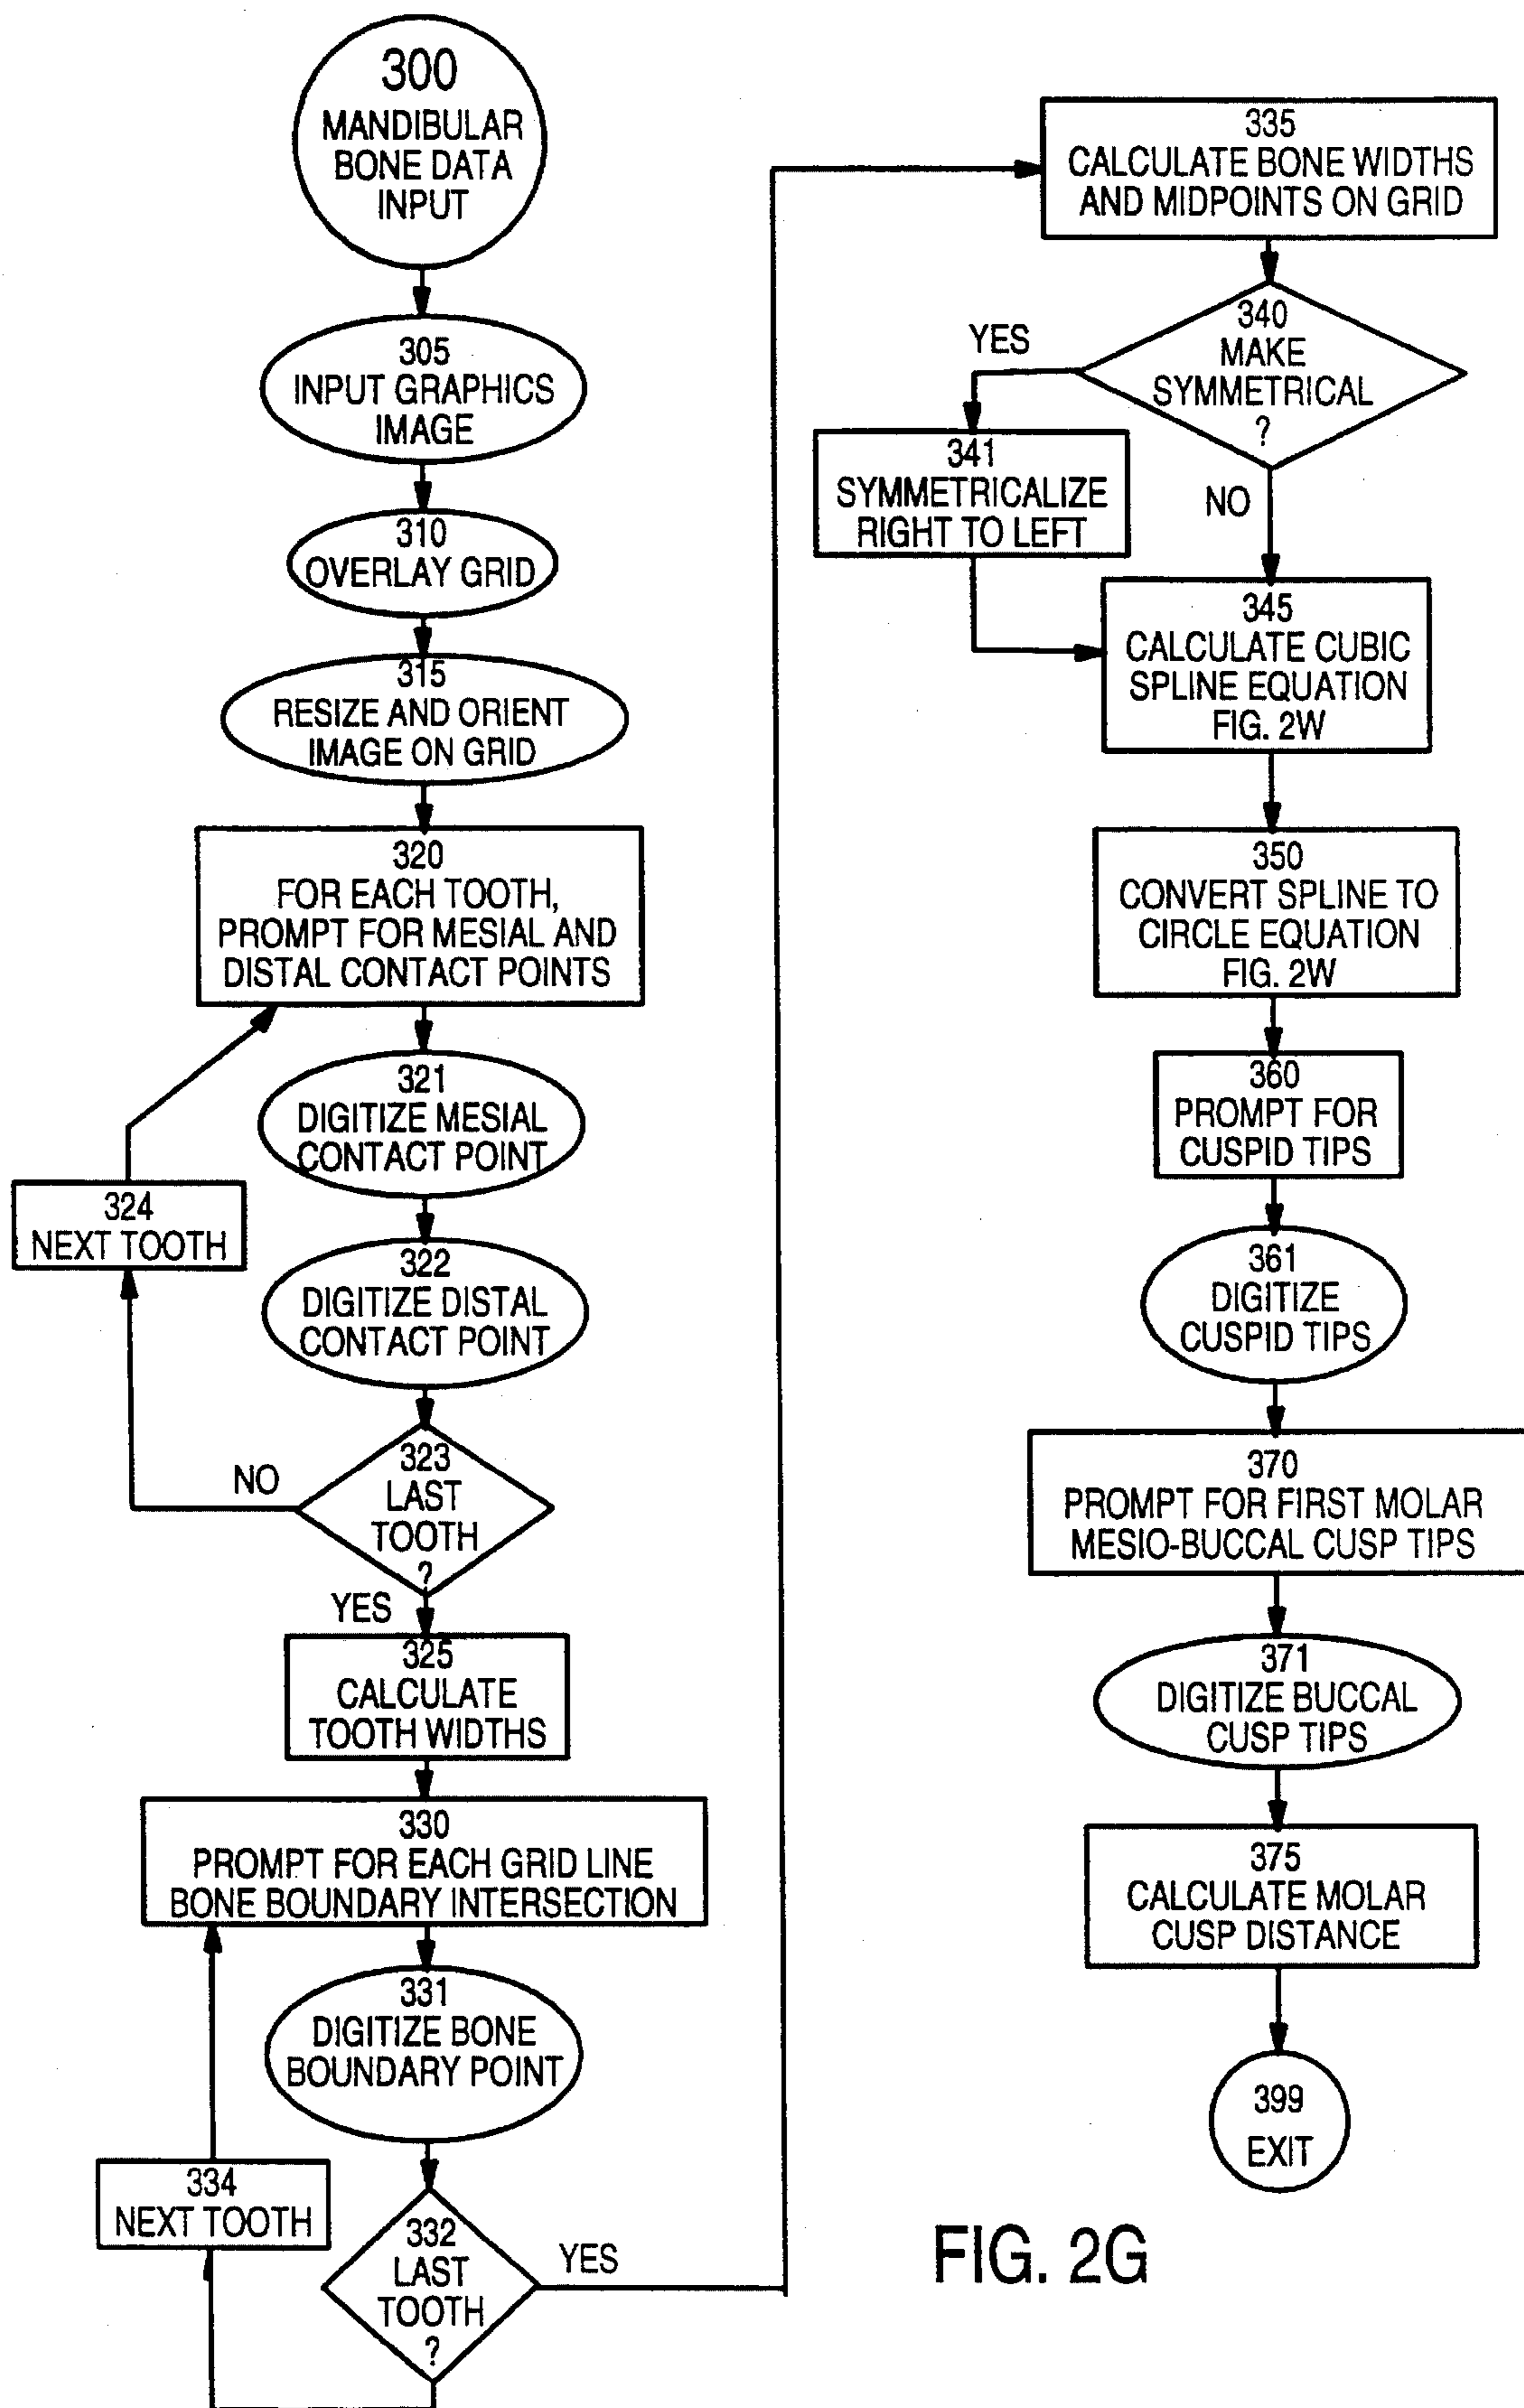 300
MANDIBULAR
BONE DATA
INPUT
305
INPUT GRAPHICS
IMAGE
310
OVERLAY GRID
315
RESIZE AND ORIENT
IMAGE ON GRID
320
FOR EACH TOOTH,
PROMPT FOR MESIAL AND
DISTAL CONTACT POINTS
321
DIGITIZE MESIAL
CONTACT POINT
324
NEXT TOOTH
322
DIGITIZE DISTAL
CONTACT POINT
323
LAST
TOOTH
?
NO
YES
325
CALCULATE
TOOTH WIDTHS
330
PROMPT FOR EACH GRID LINE
BONE BOUNDARY INTERSECTION
331
DIGITIZE BONE
BOUNDARY POINT
334
NEXT TOOTH
332
LAST
TOOTH
?
YES
335
CALCULATE BONE WIDTHS
AND MIDPOINTS ON GRID
340
MAKE
SYMMETRICAL
?
YES
341
SYMMETRICALIZE
RIGHT TO LEFT
NO
345
CALCULATE CUBIC
SPLINE EQUATION
FIG. 2W
350
CONVERT SPLINE TO
CIRCLE EQUATION
FIG. 2W
360
PROMPT FOR
CUSPID TIPS
361
DIGITIZE
CUSPID TIPS
370
PROMPT FOR FIRST MOLAR
MESIO-BUCCAL CUSP TIPS
371
DIGITIZE BUCCAL
CUSP TIPS
375
CALCULATE MOLAR
CUSP DISTANCE
399
EXIT
FIG. 2G